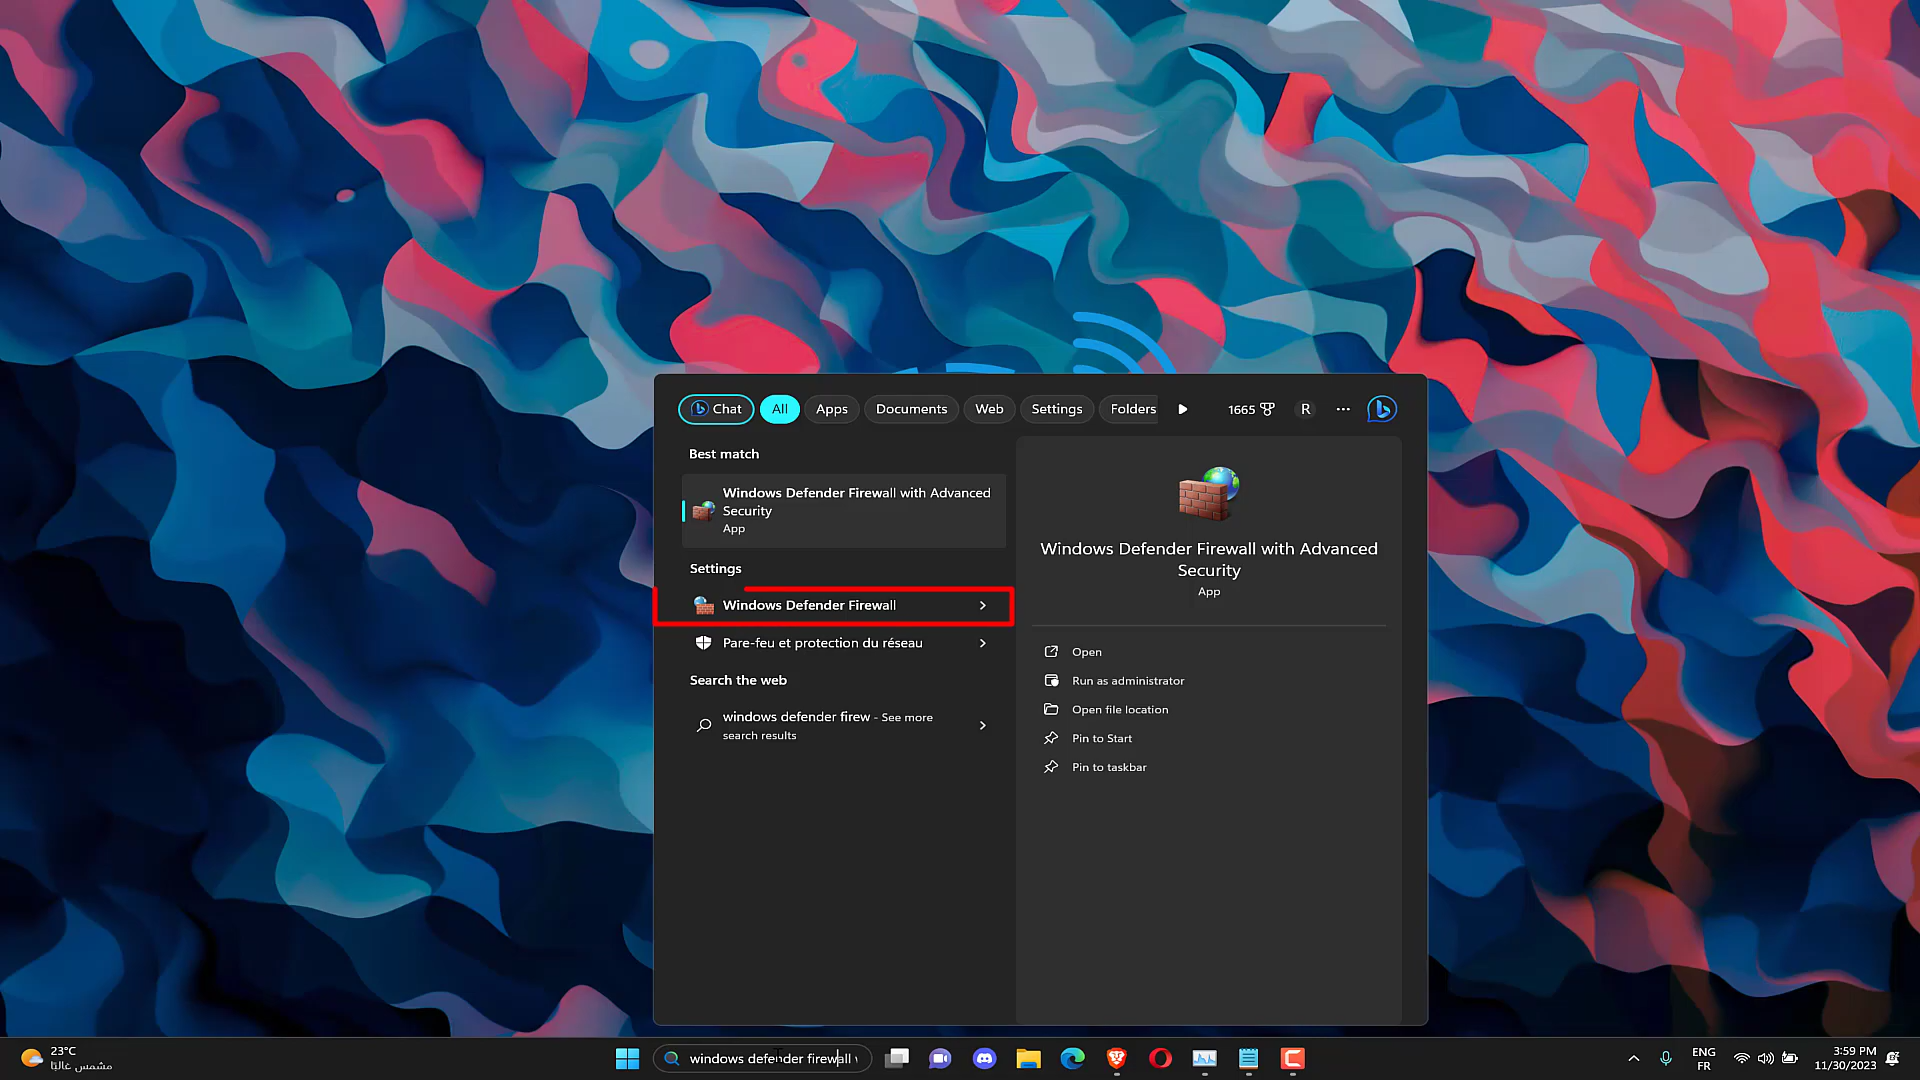 Chat
All
Apps
Documents
Web
Settings
Folders
1665
R
Best match
Windows Defender Firewall with Advanced
Security
App
Settings
Windows Defender Firewall
Pare-feu et protection du réseau
Search the web
windows defender firew - See more
search results
Windows Defender Firewall with Advanced
Security
App
Open
Run as administrator
Open file location
Pin to Start
Pin to taskbar
23°C
مشمس غالبًا
windows defender firewall
ENG
FR
3:59 PM
11/30/2023